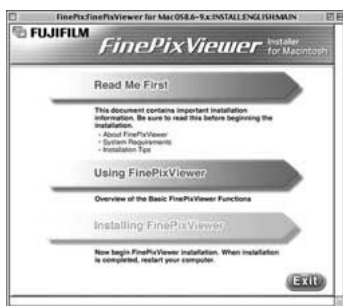 FinePix:FinePixViewer for MacOS8.6~9.x:INSTALL:ENGLISH:MAIN
FUJIFILM
FinePixViewer Installer for Macintosh
Read Me First
This document contains important installation
information. Be sure to read this before beginning the
installation.
- About FinePixViewer
- System Requirements
- Installation Tips
Using FinePixViewer
Overview of the Basic FinePixViewer Functions
Installing FinePixViewer
Now begin FinePixViewer installation. When installation
is completed, restart your computer.
Exit